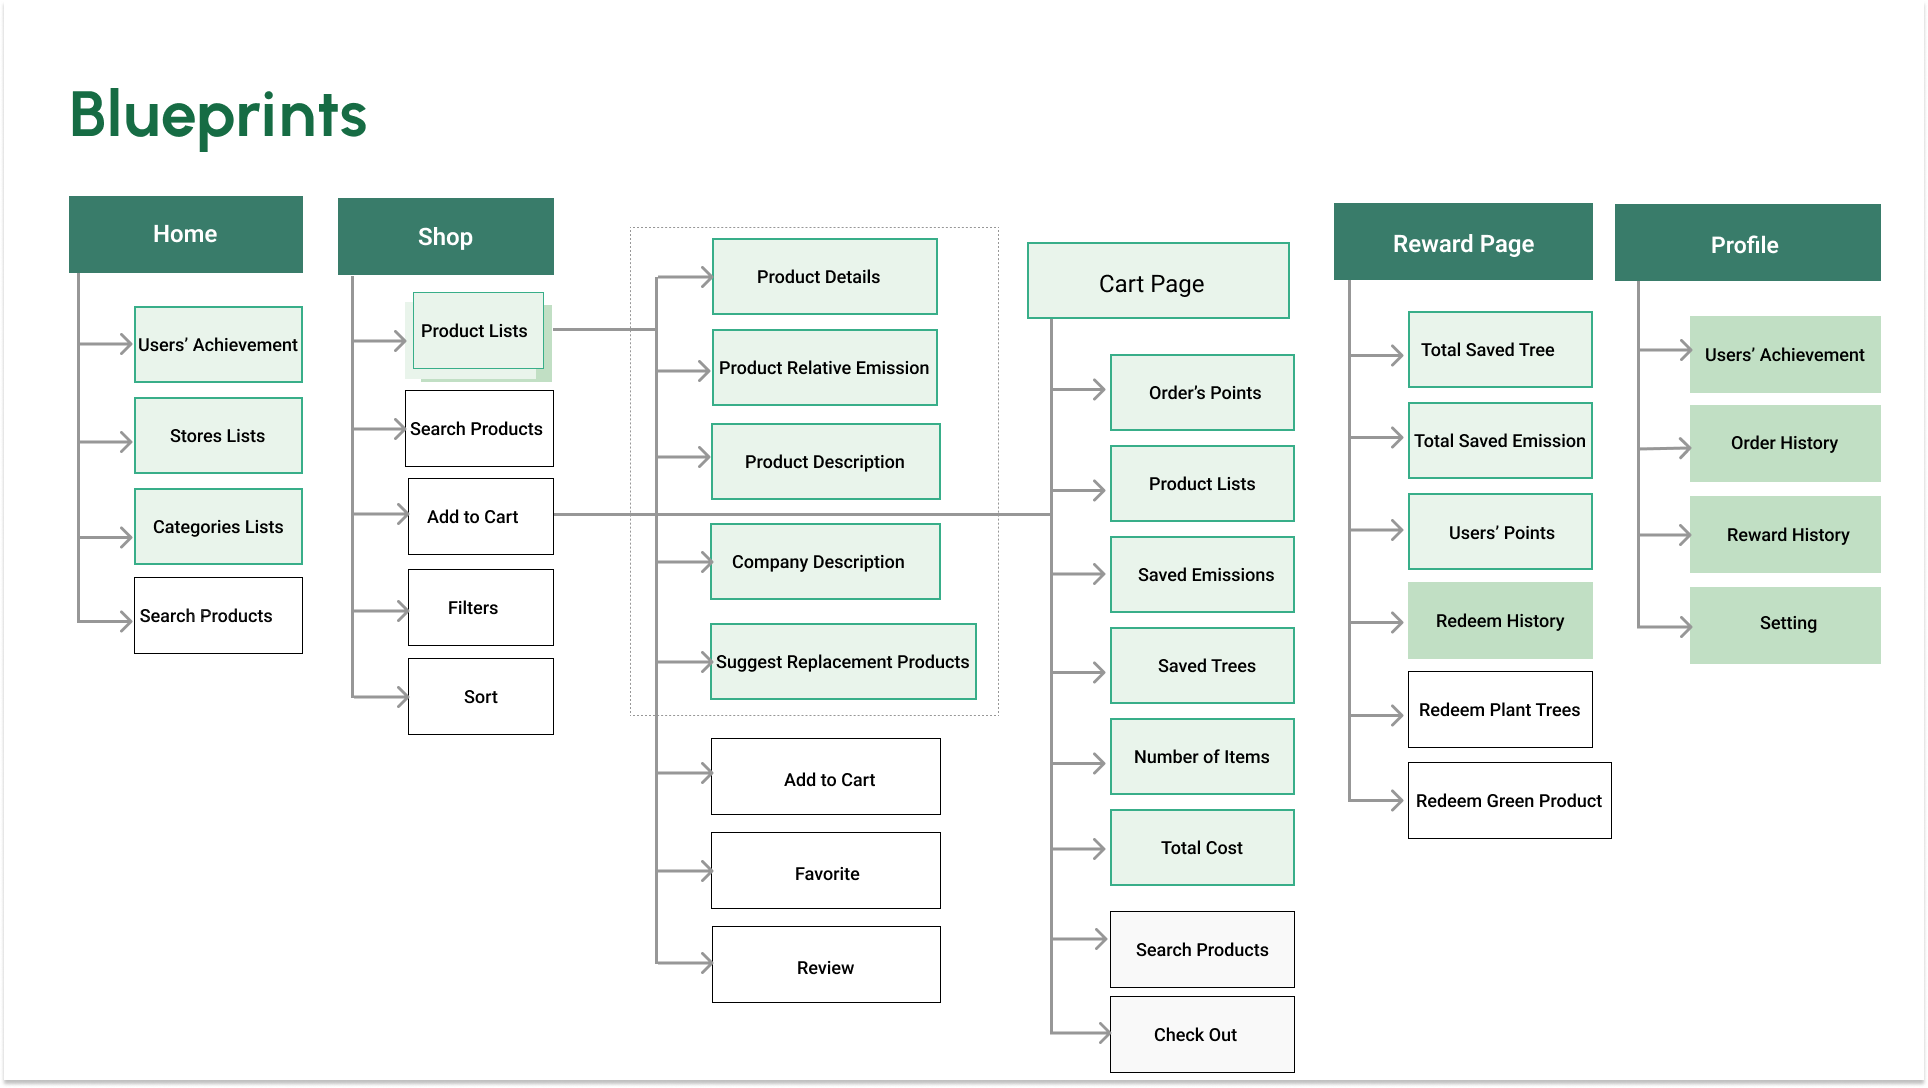 Blueprints
Home
Users’ Achievement
Stores Lists
Categories Lists
Search Products
Shop
Product Lists
Search Products
Add to Cart
Filters
Sort
Product Details
Product Relative Emission
Product Description
Company Description
Suggest Replacement Products
Add to Cart
Favorite
Review
Cart Page
Order’s Points
Product Lists
Saved Emissions
Saved Trees
Number of Items
Total Cost
Search Products
Check Out
Reward Page
Total Saved Tree
Total Saved Emission
Users’ Points
Redeem History
Redeem Plant Trees
Redeem Green Product
Profile
Users’ Achievement
Order History
Reward History
Setting